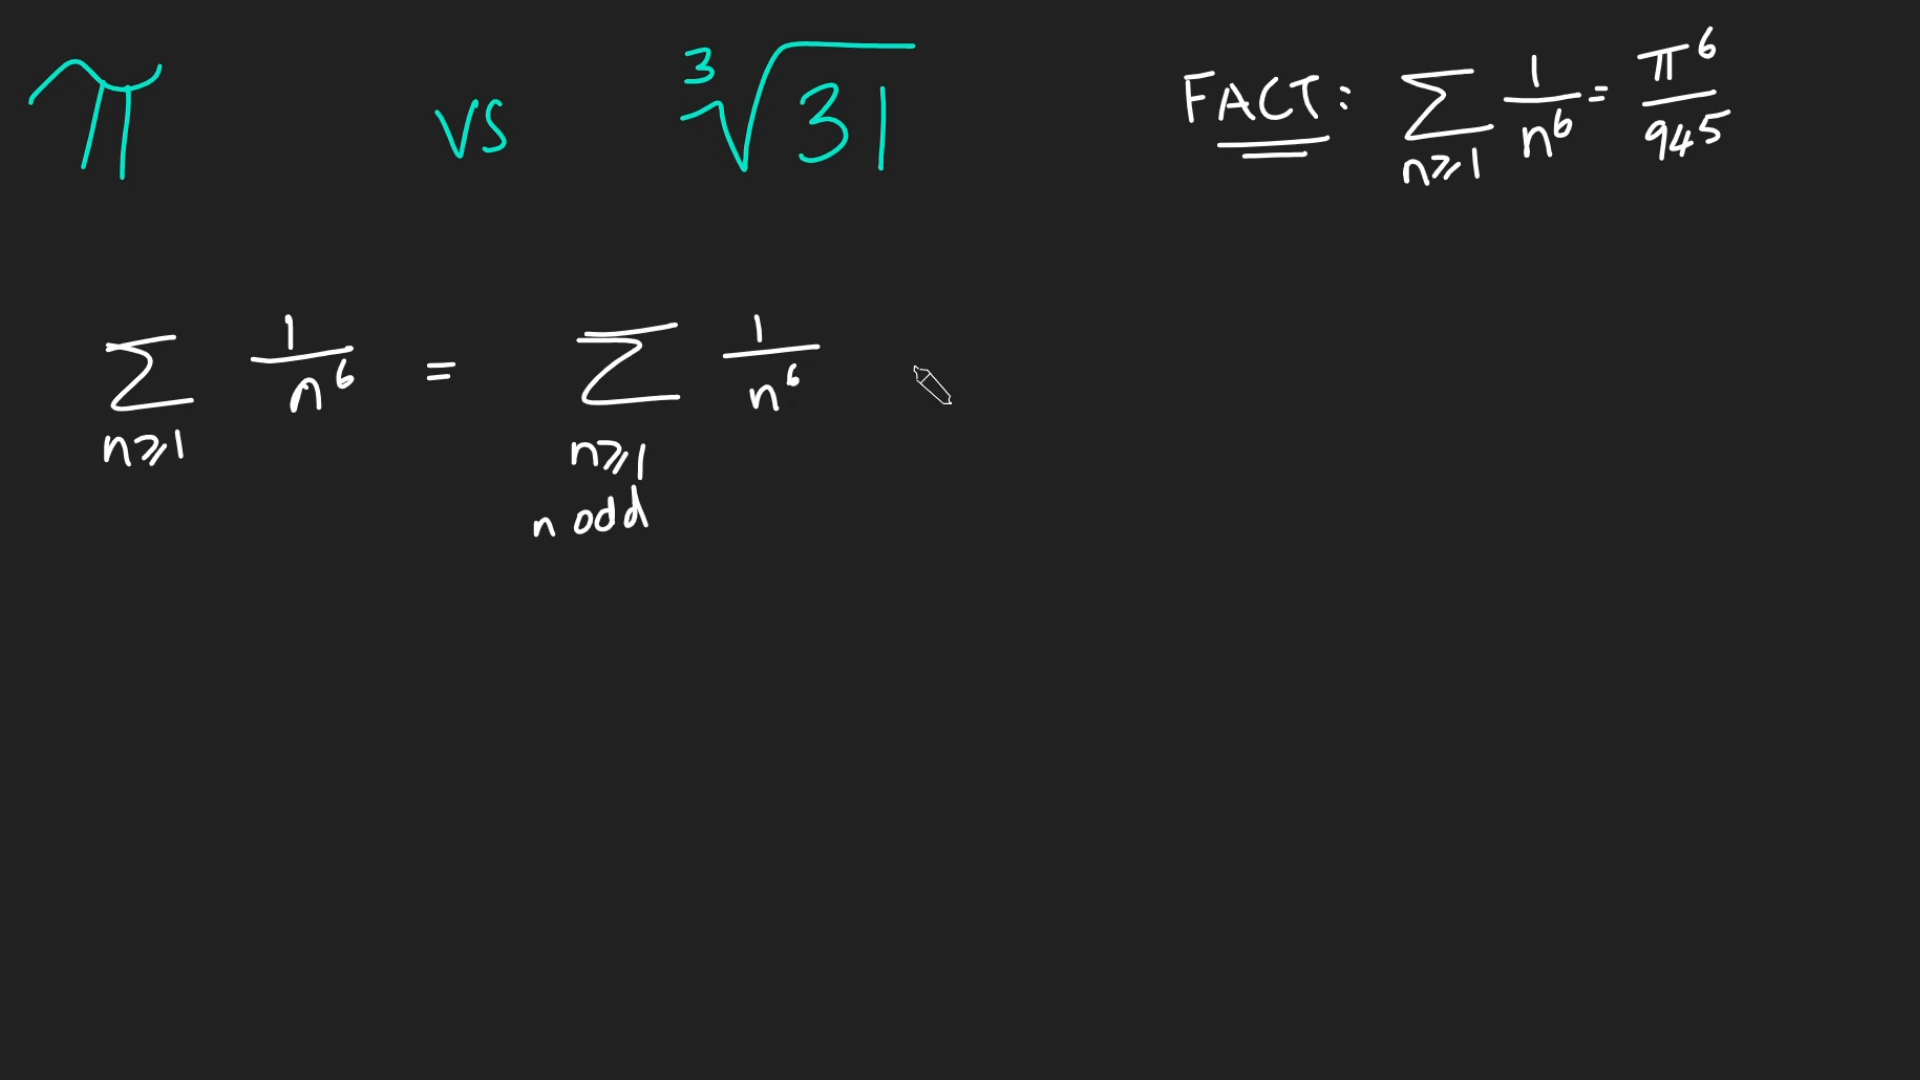 π vs ∛31
FACT: ∑ 1/n⁶ = π⁶/945
n⩾1
∑ 1/n⁶ = ∑ 1/n⁶
n⩾1 n⩾1
n odd